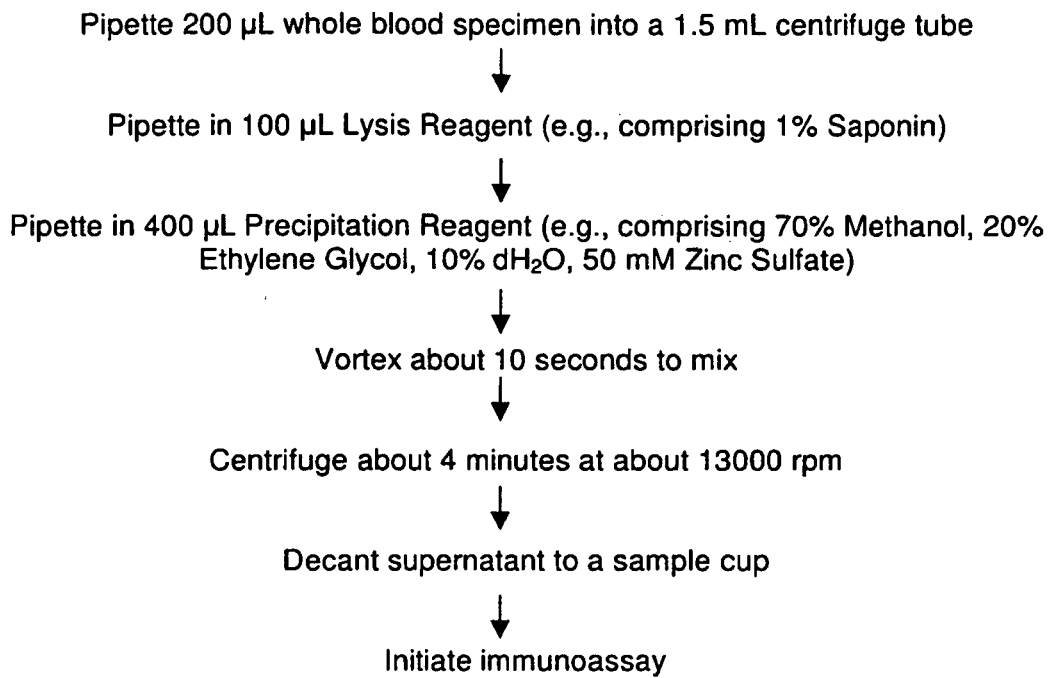 Pipette 200 µL whole blood specimen into a 1.5 mL centrifuge tube
Pipette in 100 µL Lysis Reagent (e.g., comprising 1% Saponin)
Pipette in 400 µL Precipitation Reagent (e.g., comprising 70% Methanol, 20%
Ethylene Glycol, 10% dH₂O, 50 mM Zinc Sulfate)
Vortex about 10 seconds to mix
Centrifuge about 4 minutes at about 13000 rpm
Decant supernatant to a sample cup
Initiate immunoassay